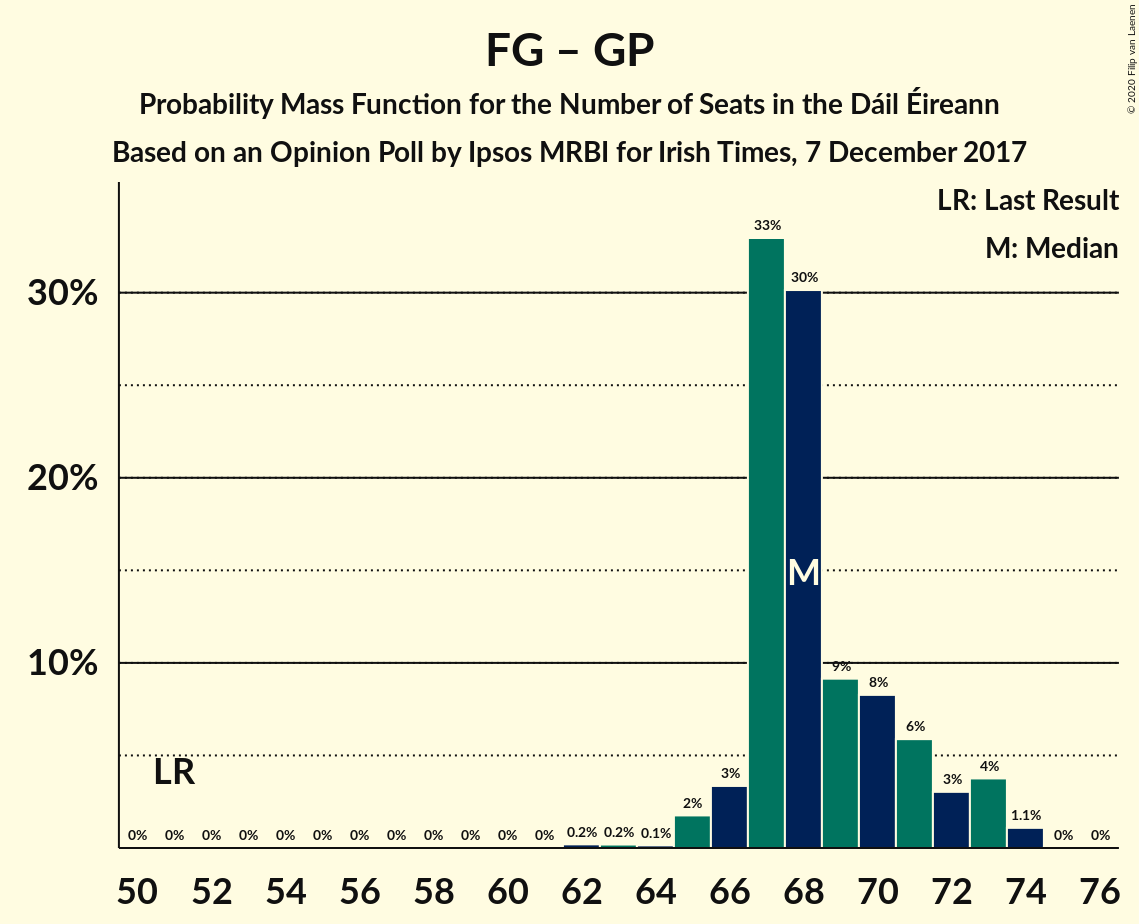 FG – GP
Probability Mass Function for the Number of Seats in the Dáil Éireann
Based on an Opinion Poll by Ipsos MRBI for Irish Times, 7 December 2017
© 2020 Filip van Laenen
LR: Last Result
M: Median
30%
20%
10%
33%
30%
M
9%
8%
6%
LR
3%
4%
3%
2%
1.1%
0% 0% 0% 0% 0% 0% 0% 0% 0% 0% 0% 0% 0.2% 0.2% 0.1% 0% 0%
50 52 54 56 58 60 62 64 66 68 70 72 74 76